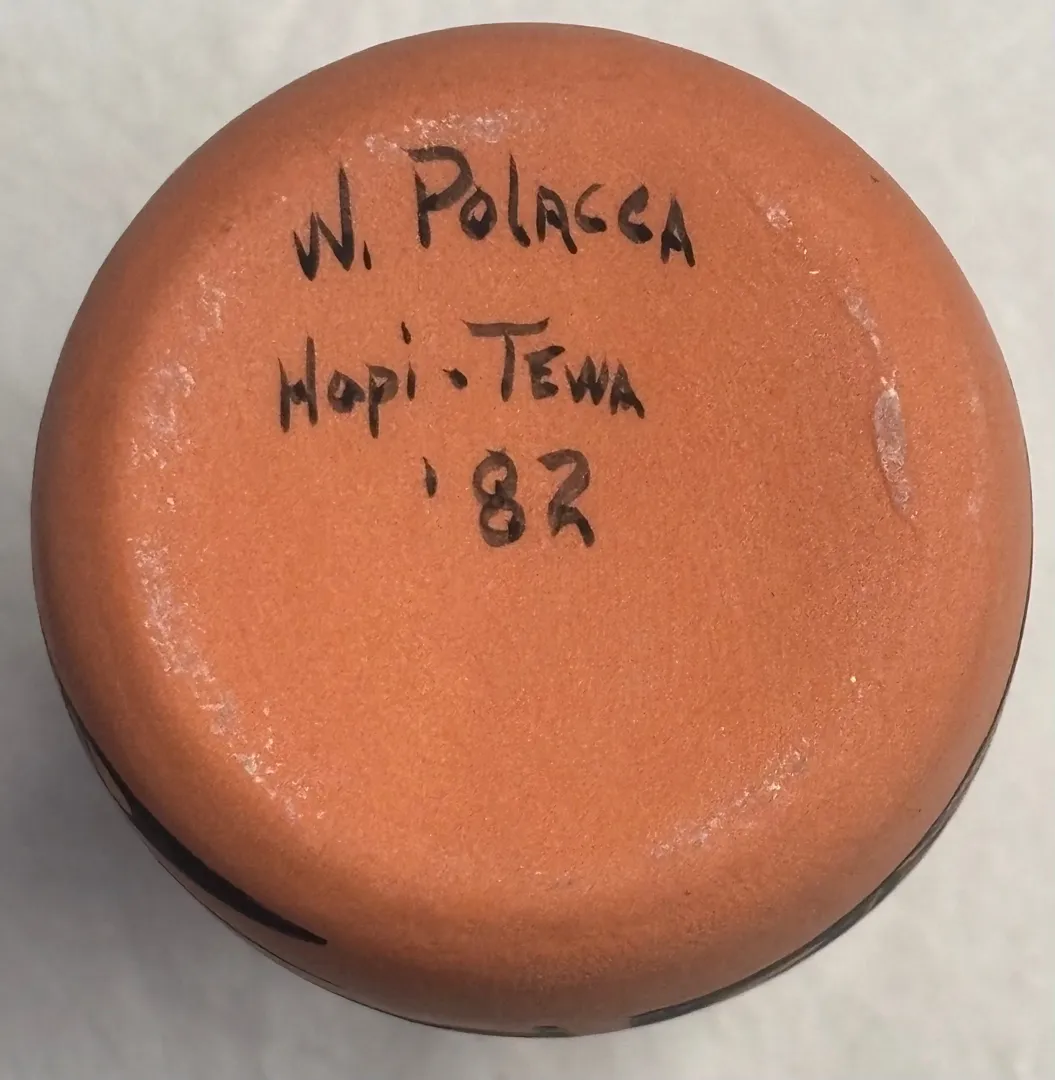 W. Polacca
Hopi · Tewa
'82